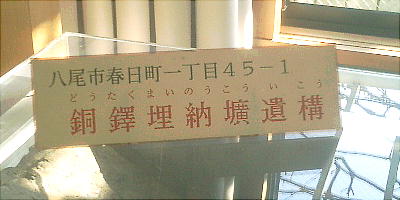 八尾市春日町一丁目45-1
どうたくまいのうこういこう
銅鐸埋納壙遺構